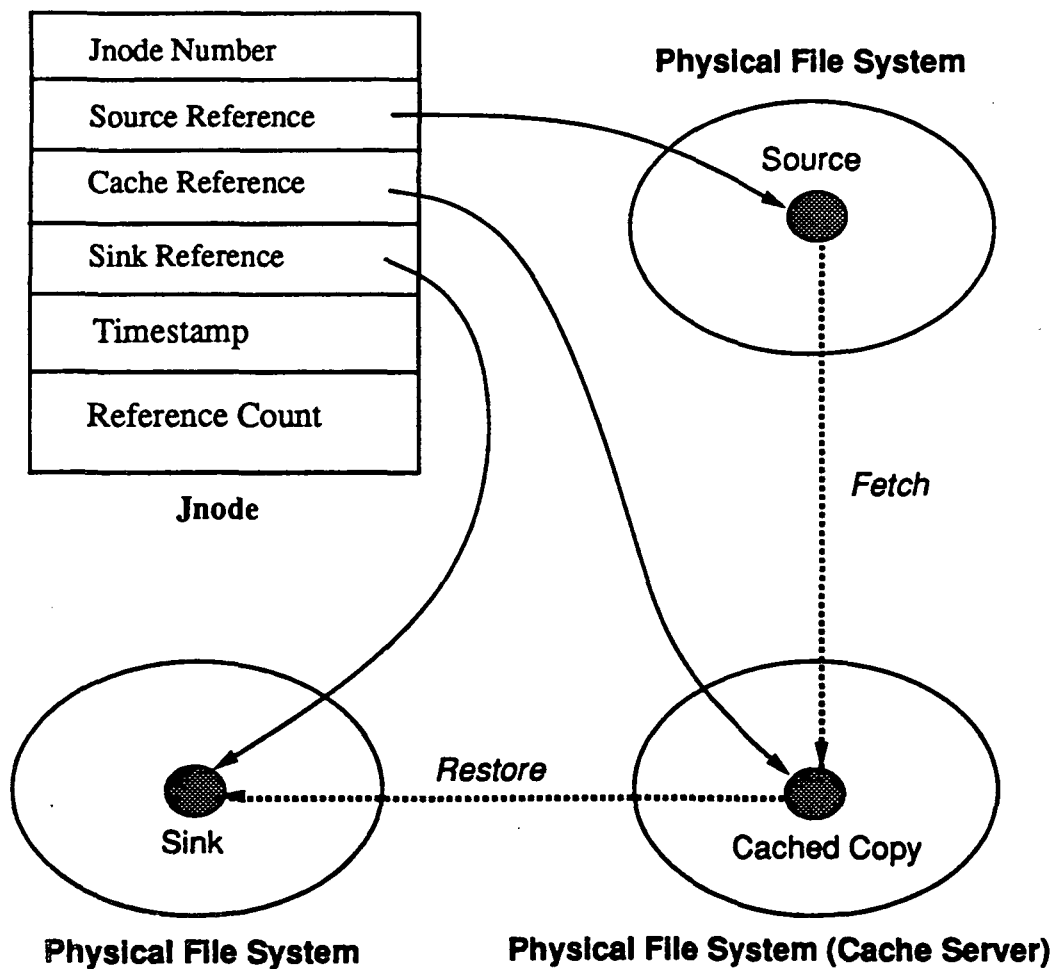 Jnode Number
Source Reference
Cache Reference
Sink Reference
Timestamp
Reference Count
Jnode
Physical File System
Source
Fetch
Restore
Sink
Cached Copy
Physical File System
Physical File System (Cache Server)